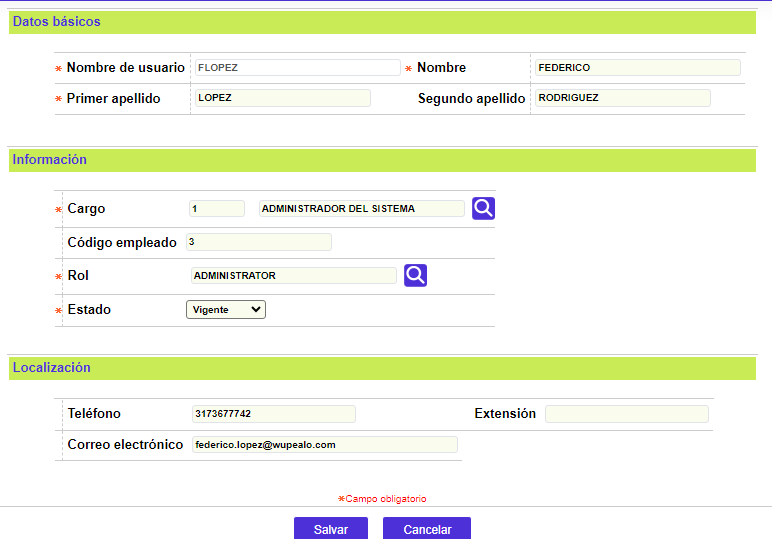 Datos básicos
* Nombre de usuario FLOPEZ * Nombre FEDERICO
* Primer apellido LOPEZ Segundo apellido RODRIGUEZ
Información
* Cargo 1 ADMINISTRADOR DEL SISTEMA
Código empleado 3
* Rol ADMINISTRATOR
* Estado Vigente
Localización
Teléfono 3173677742 Extensión
Correo electrónico federico.lopez@wupealo.com
*Campo obligatorio
Salvar Cancelar